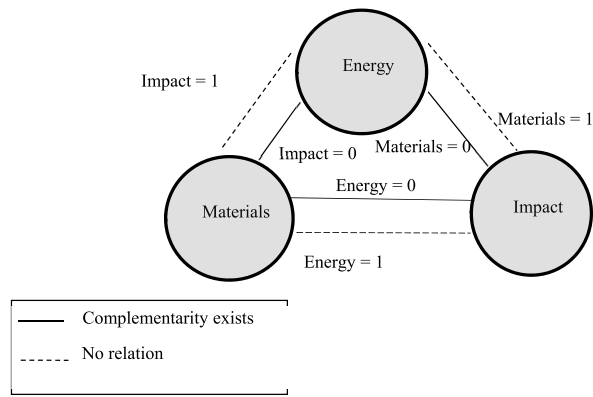 Energy
Impact = 1
Materials = 1
Impact = 0
Materials = 0
Energy = 0
Materials
Impact
Energy = 1
Complementarity exists
No relation